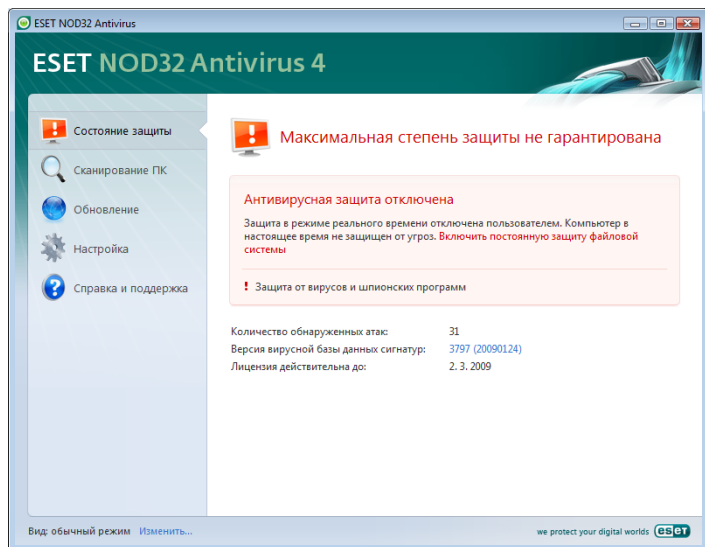 ESET NOD32 Antivirus
ESET NOD32 Antivirus 4
Состояние защиты
Сканирование ПК
Обновление
Настройка
Справка и поддержка
Максимальная степень защиты не гарантирована
Антивирусная защита отключена
Защита в режиме реального времени отключена пользователем. Компьютер в
настоящее время не защищен от угроз. Включить постоянную защиту файловой
системы
! Защита от вирусов и шпионских программ
Количество обнаруженных атак: 31
Версия вирусной базы данных сигнатур: 3797 (20090124)
Лицензия действительна до: 2. 3. 2009
Вид: обычный режим Изменить...
we protect your digital worlds eseT